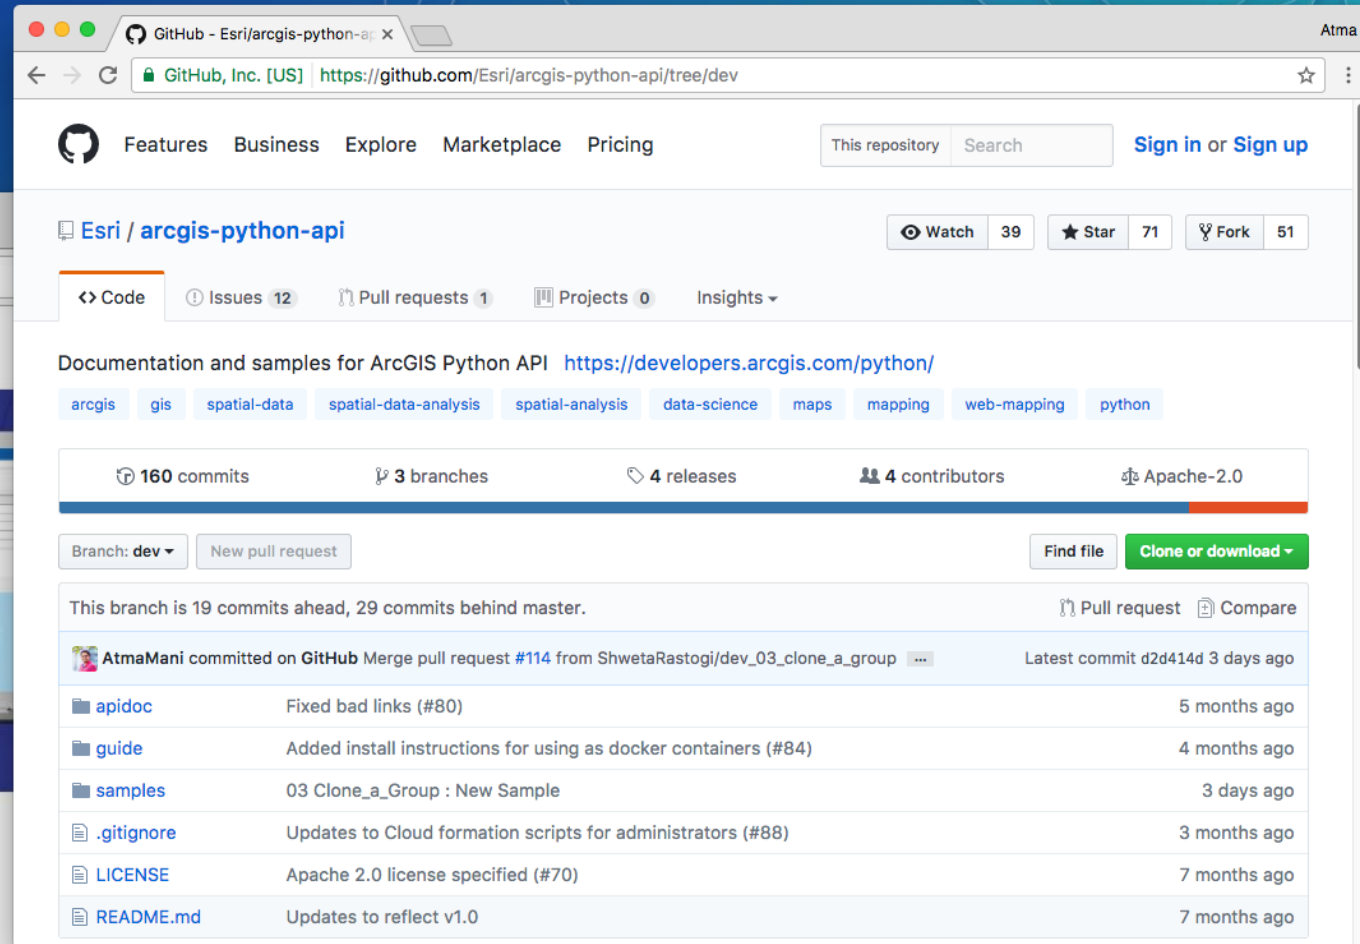 GitHub - Esri/arcgis-python-ap
Atma
GitHub, Inc. [US] https://github.com/Esri/arcgis-python-api/tree/dev
Features Business Explore Marketplace Pricing This repository Search Sign in or Sign up
Esri / arcgis-python-api Watch 39 Star 71 Fork 51
Code Issues 12 Pull requests 1 Projects 0 Insights
Documentation and samples for ArcGIS Python API https://developers.arcgis.com/python/
arcgis gis spatial-data spatial-data-analysis spatial-analysis data-science maps mapping web-mapping python
160 commits 3 branches 4 releases 4 contributors Apache-2.0
Branch: dev New pull request Find file Clone or download
This branch is 19 commits ahead, 29 commits behind master. Pull request Compare
AtmaMani committed on GitHub Merge pull request #114 from ShwetaRastogi/dev_03_clone_a_group ... Latest commit d2d414d 3 days ago
apidoc Fixed bad links (#80) 5 months ago
guide Added install instructions for using as docker containers (#84) 4 months ago
samples 03 Clone_a_Group : New Sample 3 days ago
.gitignore Updates to Cloud formation scripts for administrators (#88) 3 months ago
LICENSE Apache 2.0 license specified (#70) 7 months ago
README.md Updates to reflect v1.0 7 months ago